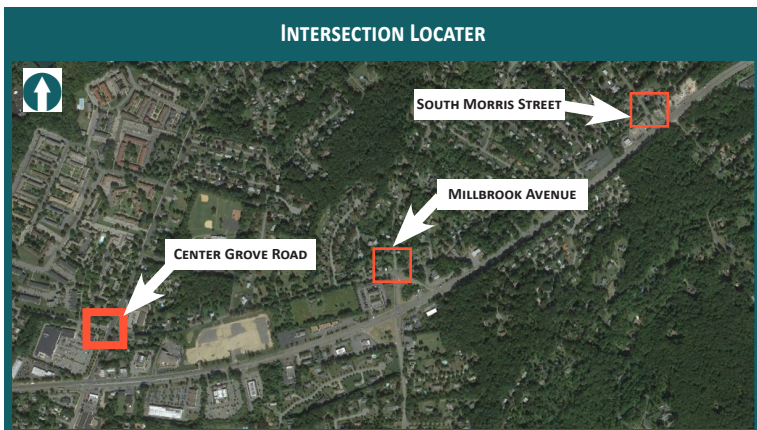 Intersection Locater
South Morris Street
Millbrook Avenue
Center Grove Road